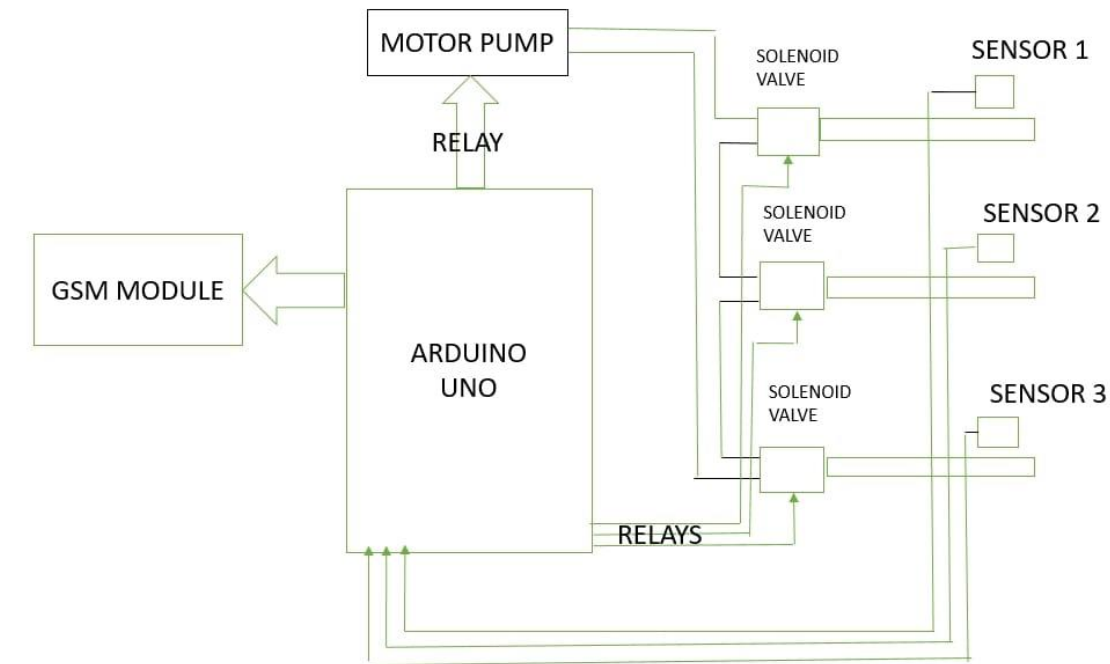 MOTOR PUMP
SOLENOID
VALVE
SENSOR 1
RELAY
SOLENOID
VALVE
SENSOR 2
GSM MODULE
ARDUINO
UNO
SOLENOID
VALVE
SENSOR 3
RELAYS